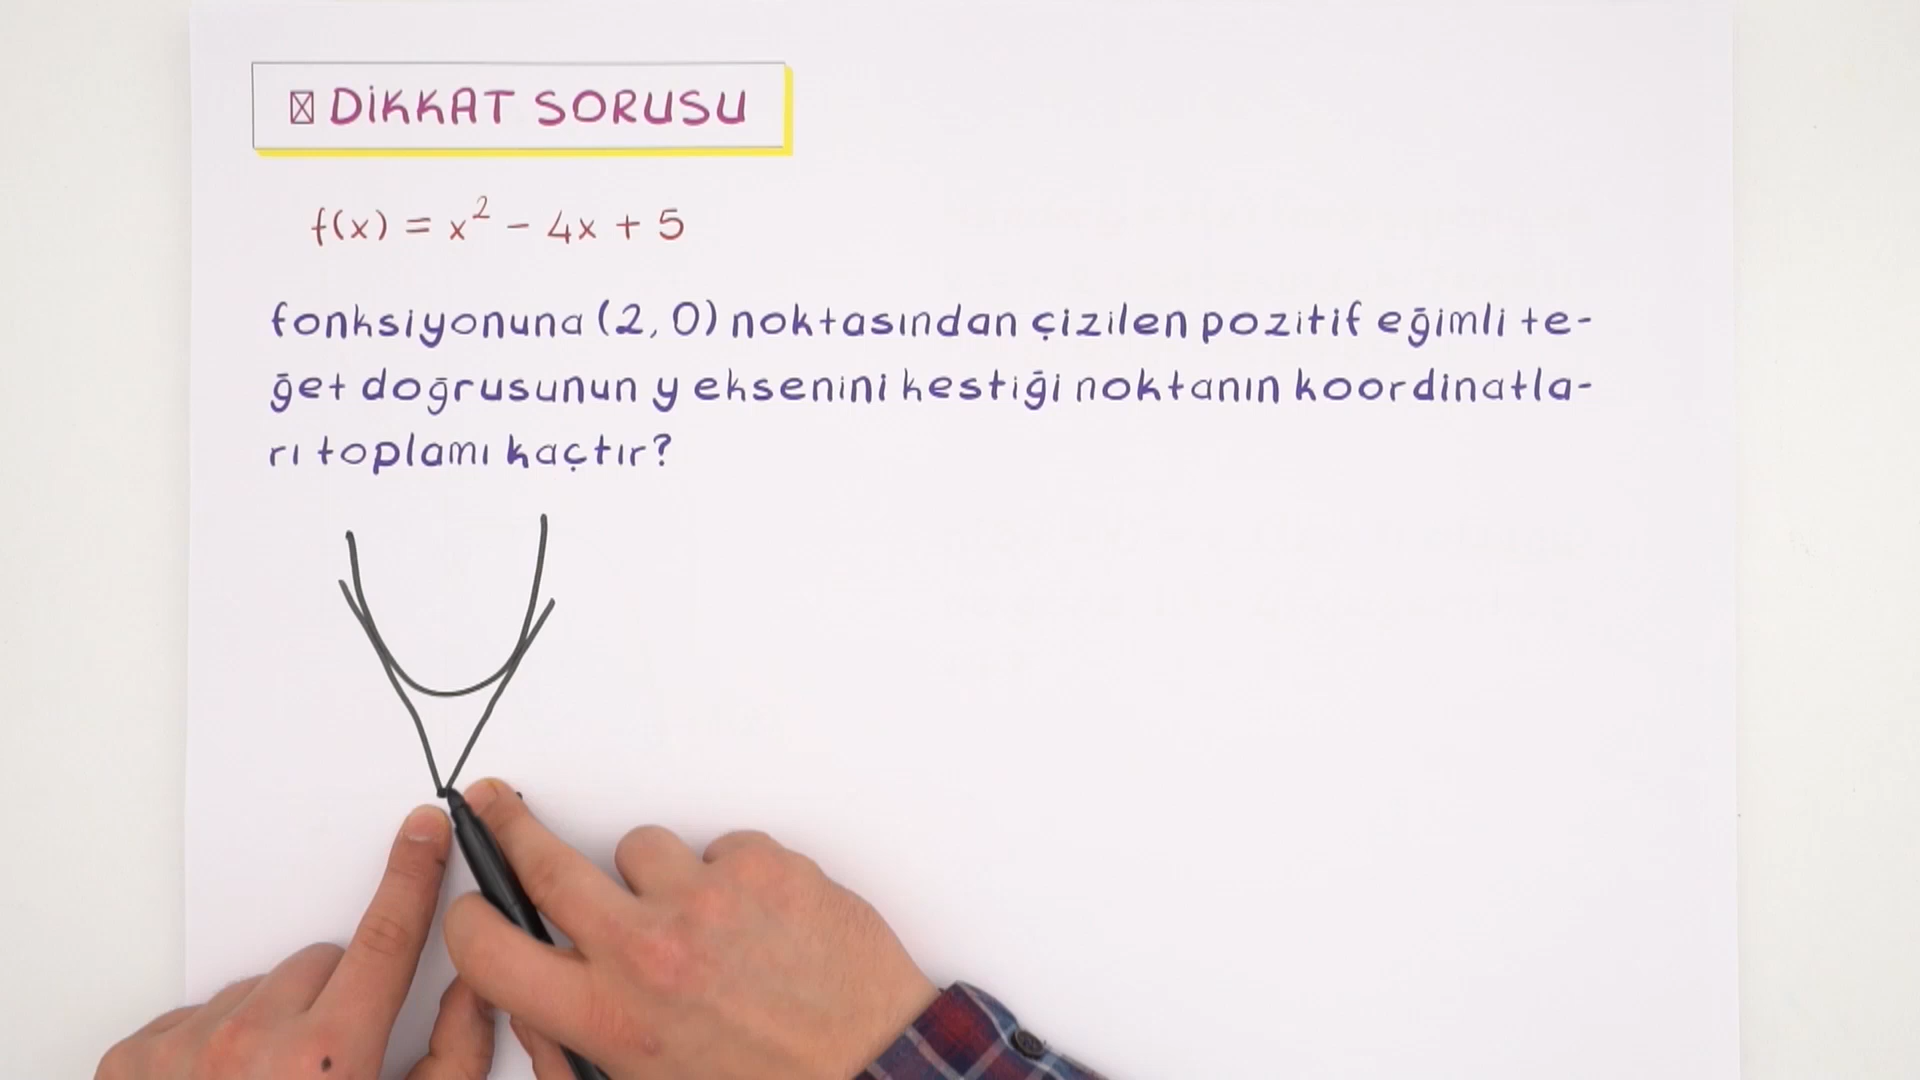 DİKKAT SORUSU
f(x) = x² - 4x + 5
fonksiyonuna (2, 0) noktasından çizilen pozitif eğimli te-
ğet doğrusunun y eksenini kestiği noktanın koordinatla-
rı toplamı kaçtır?